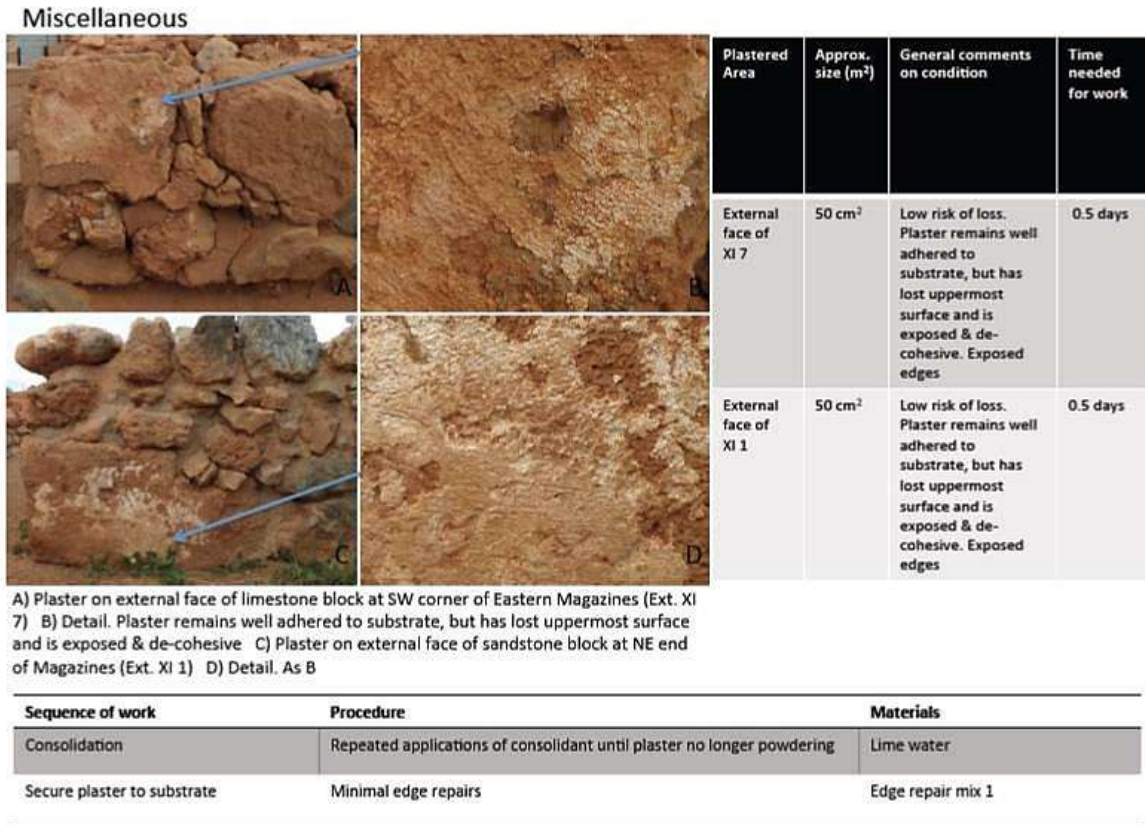 Miscellaneous
A
B
C
D
Plastered
Area
Approx.
size (m²)
General comments
on condition
Time
needed
for work
External
face of
XI 7
50 cm²
Low risk of loss.
Plaster remains well
adhered to
substrate, but has
lost uppermost
surface and is
exposed & de-
cohesive. Exposed
edges
0.5 days
External
face of
XI 1
50 cm²
Low risk of loss.
Plaster remains well
adhered to
substrate, but has
lost uppermost
surface and is
exposed & de-
cohesive. Exposed
edges
0.5 days
A) Plaster on external face of limestone block at SW corner of Eastern Magazines (Ext. XI
7) B) Detail. Plaster remains well adhered to substrate, but has lost uppermost surface
and is exposed & de-cohesive C) Plaster on external face of sandstone block at NE end
of Magazines (Ext. XI 1) D) Detail. As B
Sequence of work
Procedure
Materials
Consolidation
Repeated applications of consolidant until plaster no longer powdering
Lime water
Secure plaster to substrate
Minimal edge repairs
Edge repair mix 1